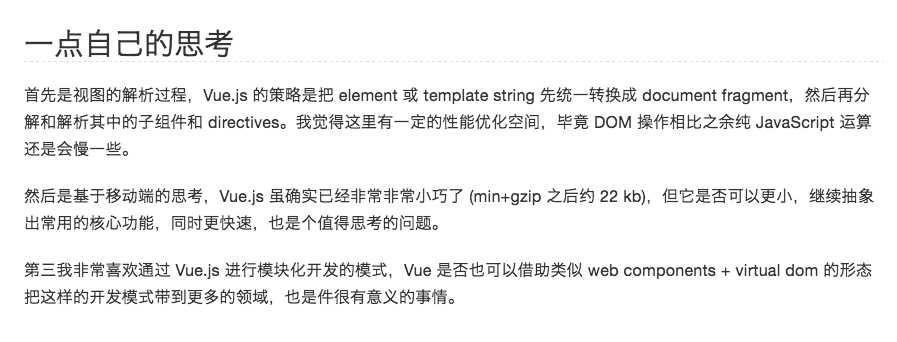 一点自己的思考
首先是视图的解析过程，Vue.js 的策略是把 element 或 template string 先统一转换成 document fragment，然后再分
解和解析其中的子组件和 directives。我觉得这里有一定的性能优化空间，毕竟 DOM 操作相比之余纯 JavaScript 运算
还是会慢一些。
然后是基于移动端的思考，Vue.js 虽确实已经非常非常小巧了 (min+gzip 之后约 22 kb)，但它是否可以更小，继续抽象
出常用的核心功能，同时更快速，也是个值得思考的问题。
第三我非常喜欢通过 Vue.js 进行模块化开发的模式，Vue 是否也可以借助类似 web components + virtual dom 的形态
把这样的开发模式带到更多的领域，也是件很有意义的事情。